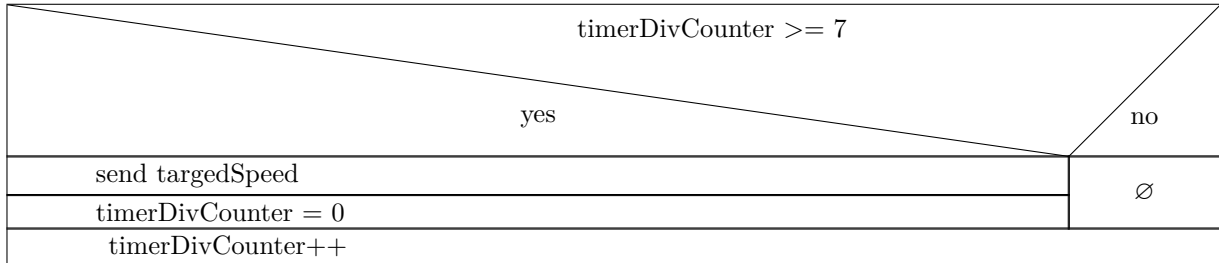 timerDivCounter >= 7
yes
no
send targedSpeed
∅
timerDivCounter = 0
timerDivCounter++